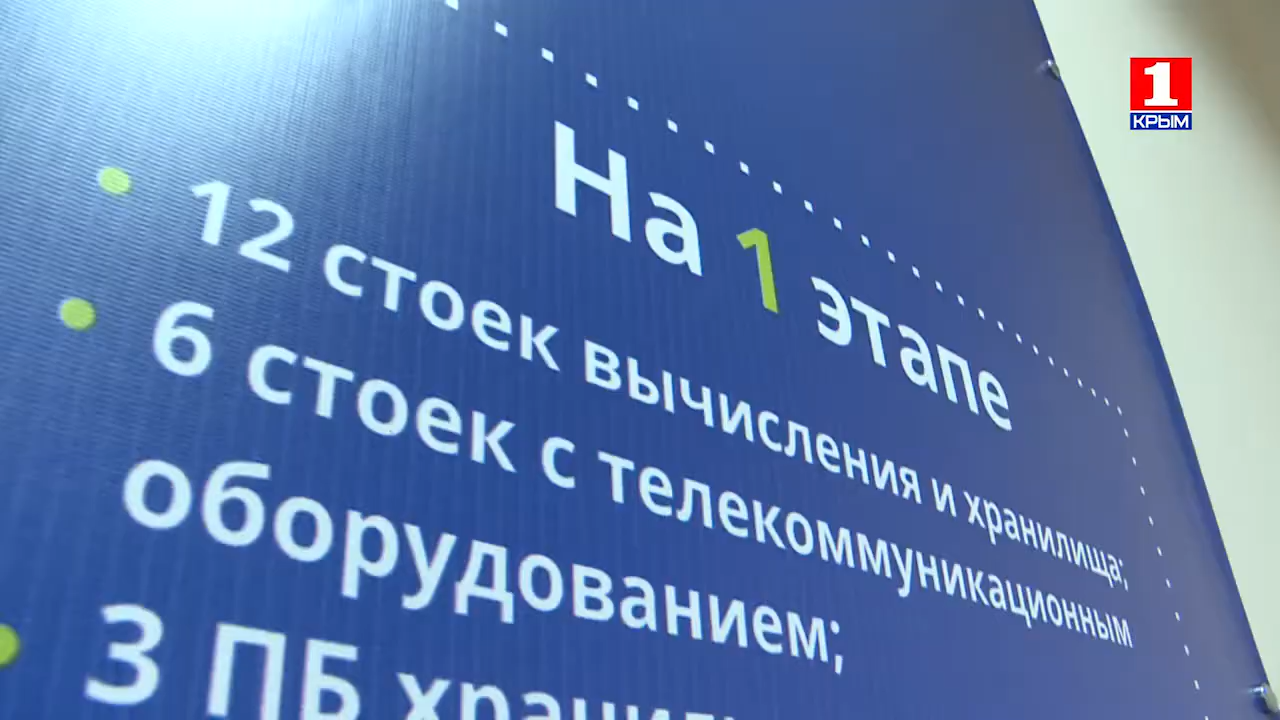 1
КРЫМ
На 1 этапе
12 стоек вычисления и хранилища;
6 стоек с телекоммуникационным
оборудованием;
3 ПБ